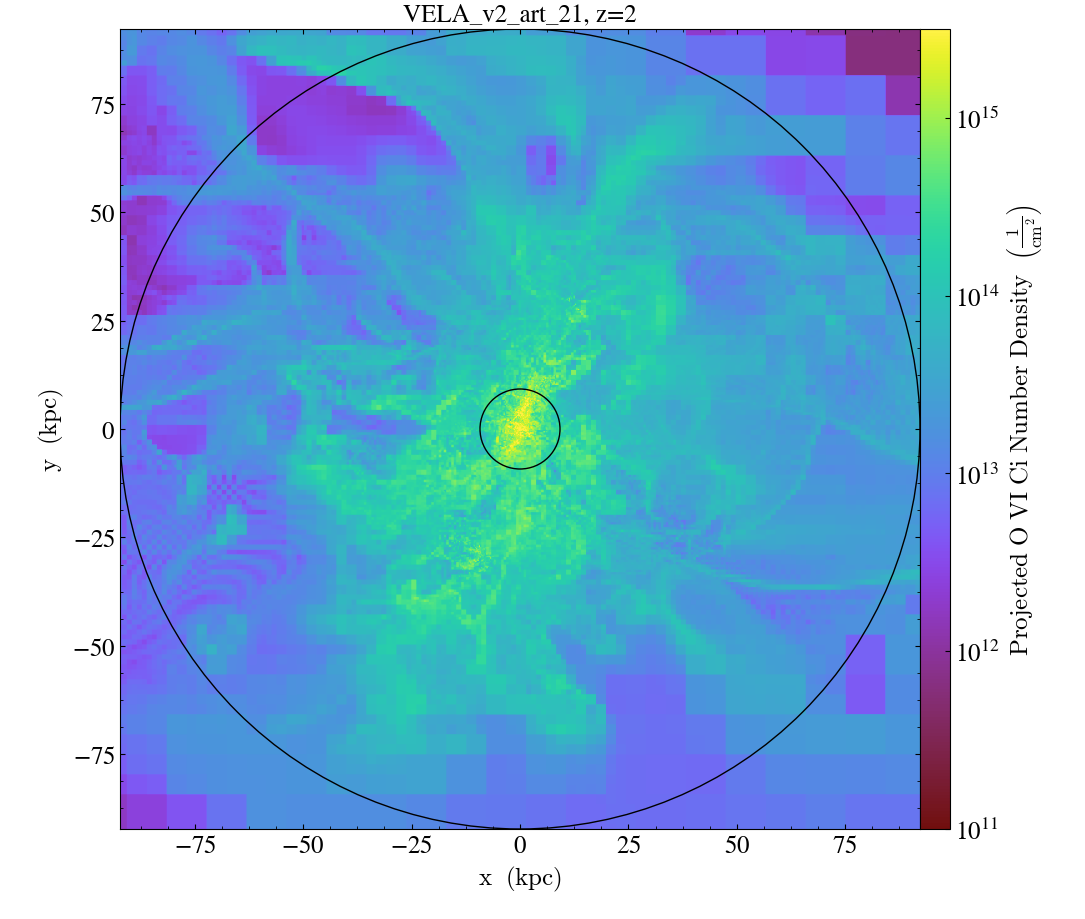 VELA_v2_art_21, z=2
75
50
25
0
−25
−50
−75
y (kpc)
−75 −50 −25 0 25 50 75
x (kpc)
10^15
10^14
10^13
10^12
10^11
Projected O VI Ci Number Density (1/cm^2)